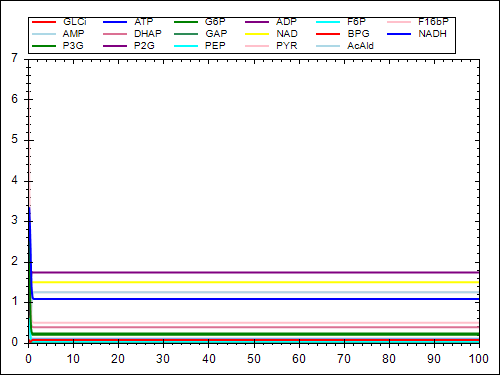 GLCi ATP G6P ADP F6P F16bP
AMP DHAP GAP NAD BPG NADH
P3G P2G PEP PYR AcAld
7
6
5
4
3
2
1
0
0 10 20 30 40 50 60 70 80 90 100